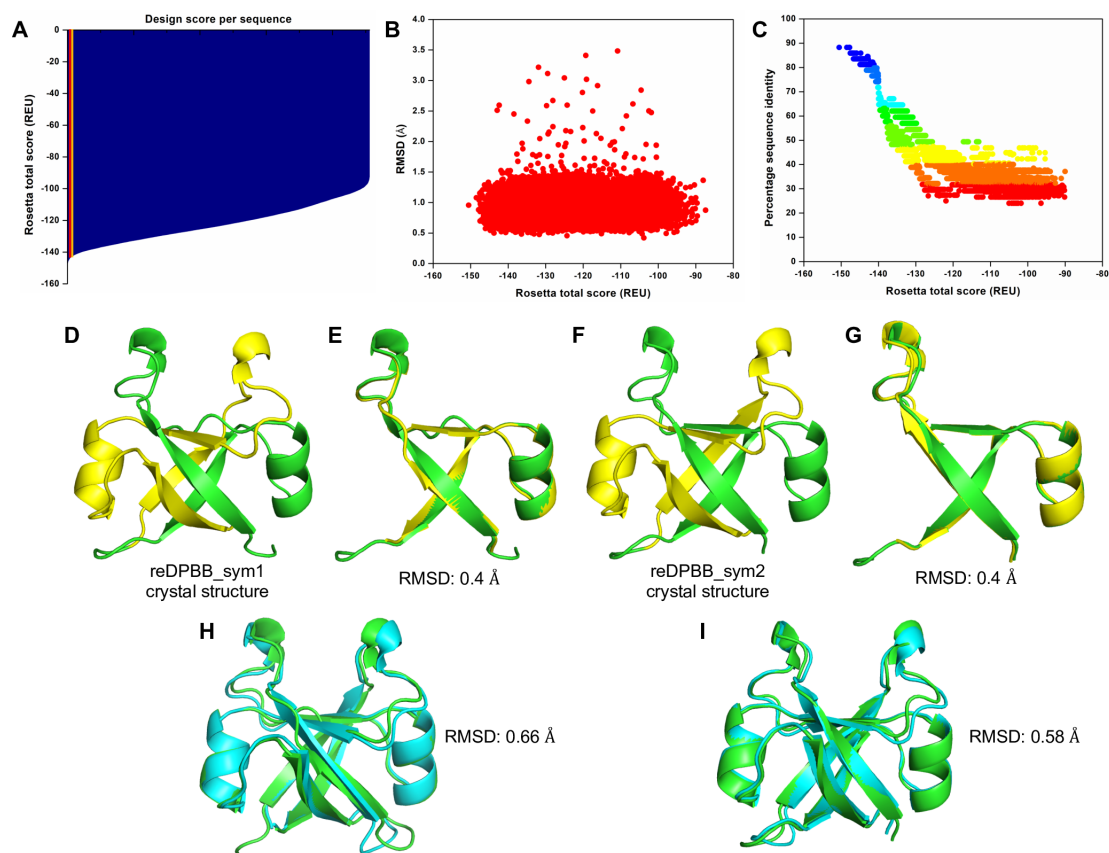 A
Design score per sequence
Rosetta total score (REU)
0
-20
-40
-60
-80
-100
-120
-140
-160
B
RMSD (Å)
4.0
3.5
3.0
2.5
2.0
1.5
1.0
0.5
0.0
-160 -150 -140 -130 -120 -110 -100 -90 -80
Rosetta total score (REU)
C
Percentage sequence identity
100
90
80
70
60
50
40
30
20
10
0
-160 -150 -140 -130 -120 -110 -100 -90 -80
Rosetta total score (REU)
D
reDPBB_sym1
crystal structure
E
RMSD: 0.4 Å
F
reDPBB_sym2
crystal structure
G
RMSD: 0.4 Å
H
RMSD: 0.66 Å
I
RMSD: 0.58 Å